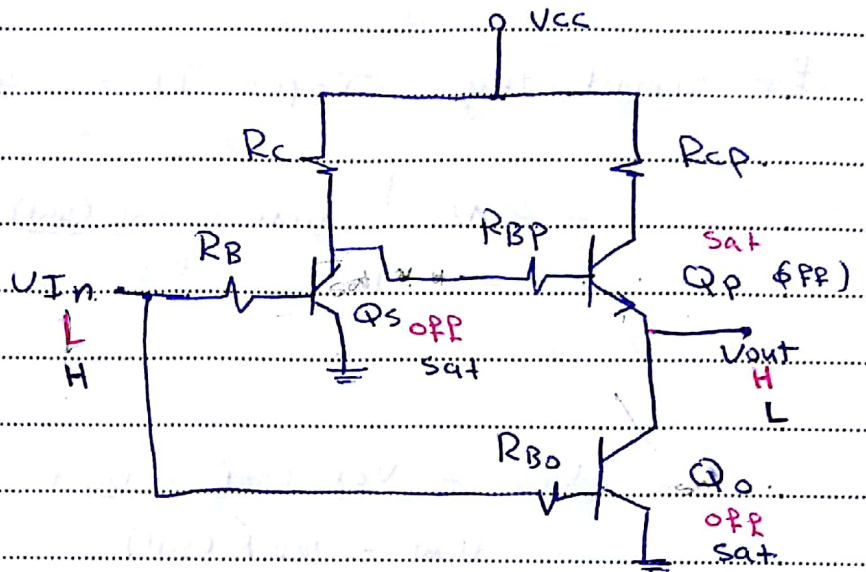 VCC
RC
RCP.
RB
RBP
Sat
VIn
QP (off)
QS off
L
Sat
Vout
H
H
L
RBo
Qo
off
Sat